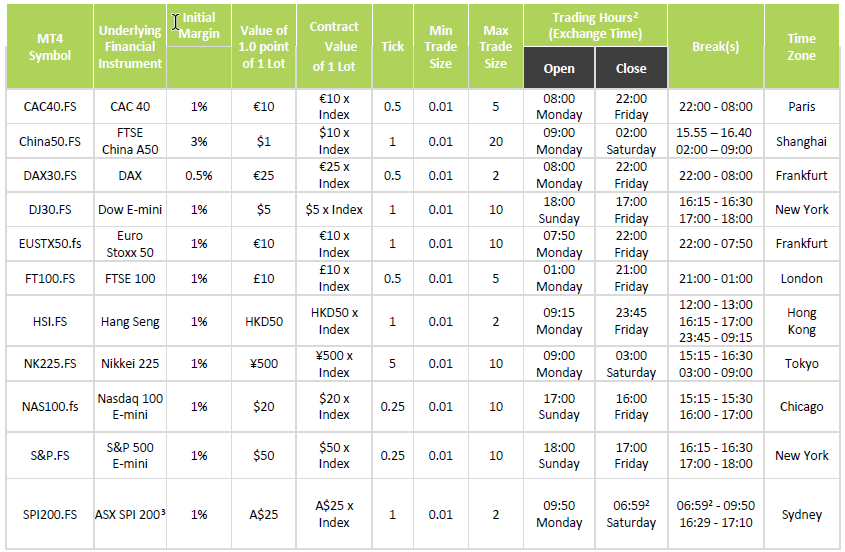 MT4 Symbol | Underlying Financial Instrument | Initial Margin | Value of 1.0 point of 1 Lot | Contract Value of 1 Lot | Tick | Min Trade Size | Max Trade Size | Trading Hours² (Exchange Time) Open | Close | Break(s) | Time Zone
CAC40.FS | CAC 40 | 1% | €10 | €10 x Index | 0.5 | 0.01 | 5 | 08:00 Monday | 22:00 Friday | 22:00 - 08:00 | Paris
China50.FS | FTSE China A50 | 3% | $1 | $10 x Index | 1 | 0.01 | 20 | 09:00 Monday | 02:00 Saturday | 15.55 – 16.40 02:00 – 09:00 | Shanghai
DAX30.FS | DAX | 0.5% | €25 | €25 x Index | 0.5 | 0.01 | 2 | 08:00 Monday | 22:00 Friday | 22:00 - 08:00 | Frankfurt
DJ30.FS | Dow E-mini | 1% | $5 | $5 x Index | 1 | 0.01 | 10 | 18:00 Sunday | 17:00 Friday | 16:15 - 16:30 17:00 - 18:00 | New York
EUSTX50.fs | Euro Stoxx 50 | 1% | €10 | €10 x Index | 1 | 0.01 | 10 | 07:50 Monday | 22:00 Friday | 22:00 - 07:50 | Frankfurt
FT100.FS | FTSE 100 | 1% | £10 | £10 x Index | 0.5 | 0.01 | 5 | 01:00 Monday | 21:00 Friday | 21:00 - 01:00 | London
HSI.FS | Hang Seng | 1% | HKD50 | HKD50 x Index | 1 | 0.01 | 2 | 09:15 Monday | 23:45 Friday | 12:00 - 13:00 16:15 - 17:00 23:45 - 09:15 | Hong Kong
NK225.FS | Nikkei 225 | 1% | ¥500 | ¥500 x Index | 5 | 0.01 | 10 | 09:00 Monday | 03:00 Saturday | 15:15 - 16:30 03:00 - 09:00 | Tokyo
NAS100.fs | Nasdaq 100 E-mini | 1% | $20 | $20 x Index | 0.25 | 0.01 | 10 | 17:00 Sunday | 16:00 Friday | 15:15 - 15:30 16:00 - 17:00 | Chicago
S&P.FS | S&P 500 E-mini | 1% | $50 | $50 x Index | 0.25 | 0.01 | 10 | 18:00 Sunday | 17:00 Friday | 16:15 - 16:30 17:00 - 18:00 | New York
SPI200.FS | ASX SPI 200³ | 1% | A$25 | A$25 x Index | 1 | 0.01 | 2 | 09:50 Monday | 06:59² Saturday | 06:59² - 09:50 16:29 - 17:10 | Sydney